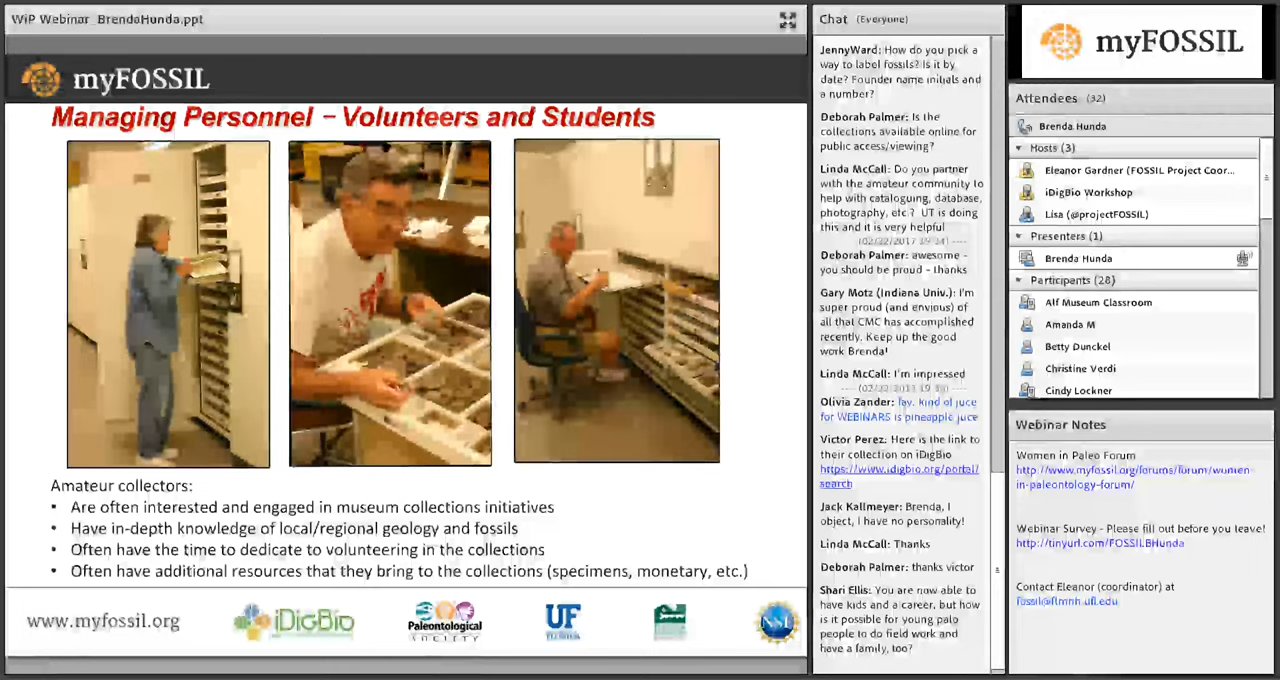 WiP Webinar_BrendaHunda.ppt
myFOSSIL
Managing Personnel – Volunteers and Students
Amateur collectors:
• Are often interested and engaged in museum collections initiatives
• Have in-depth knowledge of local/regional geology and fossils
• Often have the time to dedicate to volunteering in the collections
• Often have additional resources that they bring to the collections (specimens, monetary, etc.)
www.myfossil.org
iDigBio
Paleontological
SOCIETY
UF
NSF
Chat (Everyone)
JennyWard: How do you pick a
way to label fossils? Is it by
date? Founder name initials and
a number?
Deborah Palmer: Is the
collections available online for
public access/viewing?
Linda McCall: Do you partner
with the amateur community to
help with cataloguing, database,
photography, etc.? UT is doing
this and it is very helpful
Deborah Palmer: awesome -
you should be proud - thanks
Gary Motz (Indiana Univ.): I'm
super proud (and envious) of
all that CMC has accomplished
recently. Keep up the good
work Brenda!
Linda McCall: I'm impressed
Olivia Zander: fav. kind of juce
for WEBINARS is pineapple juce
Victor Perez: Here is the link to
their collection on iDigBio
https://www.idigbio.org/portal/
search
Jack Kallmeyer: Brenda, I
object, I have no personality!
Linda McCall: Thanks
Deborah Palmer: thanks victor
Shari Ellis: You are now able to
have kids and a career, but how
is it possible for young palo
people to do field work and
have a family, too?
myFOSSIL
Attendees (32)
Brenda Hunda
Hosts (3)
Eleanor Gardner (FOSSIL Project Coor...
iDigBio Workshop
Lisa (@projectFOSSIL)
Presenters (1)
Brenda Hunda
Participants (28)
Alf Museum Classroom
Amanda M
Betty Dunckel
Christine Verdi
Cindy Lockner
Webinar Notes
Women in Paleo Forum
http://www.myfossil.org/forums/forum/women-
in-paleontology-forum/
Webinar Survey - Please fill out before you leave!
http://tinyurl.com/FOSSILBHunda
Contact Eleanor (coordinator) at
fossil@flmnh.ufl.edu